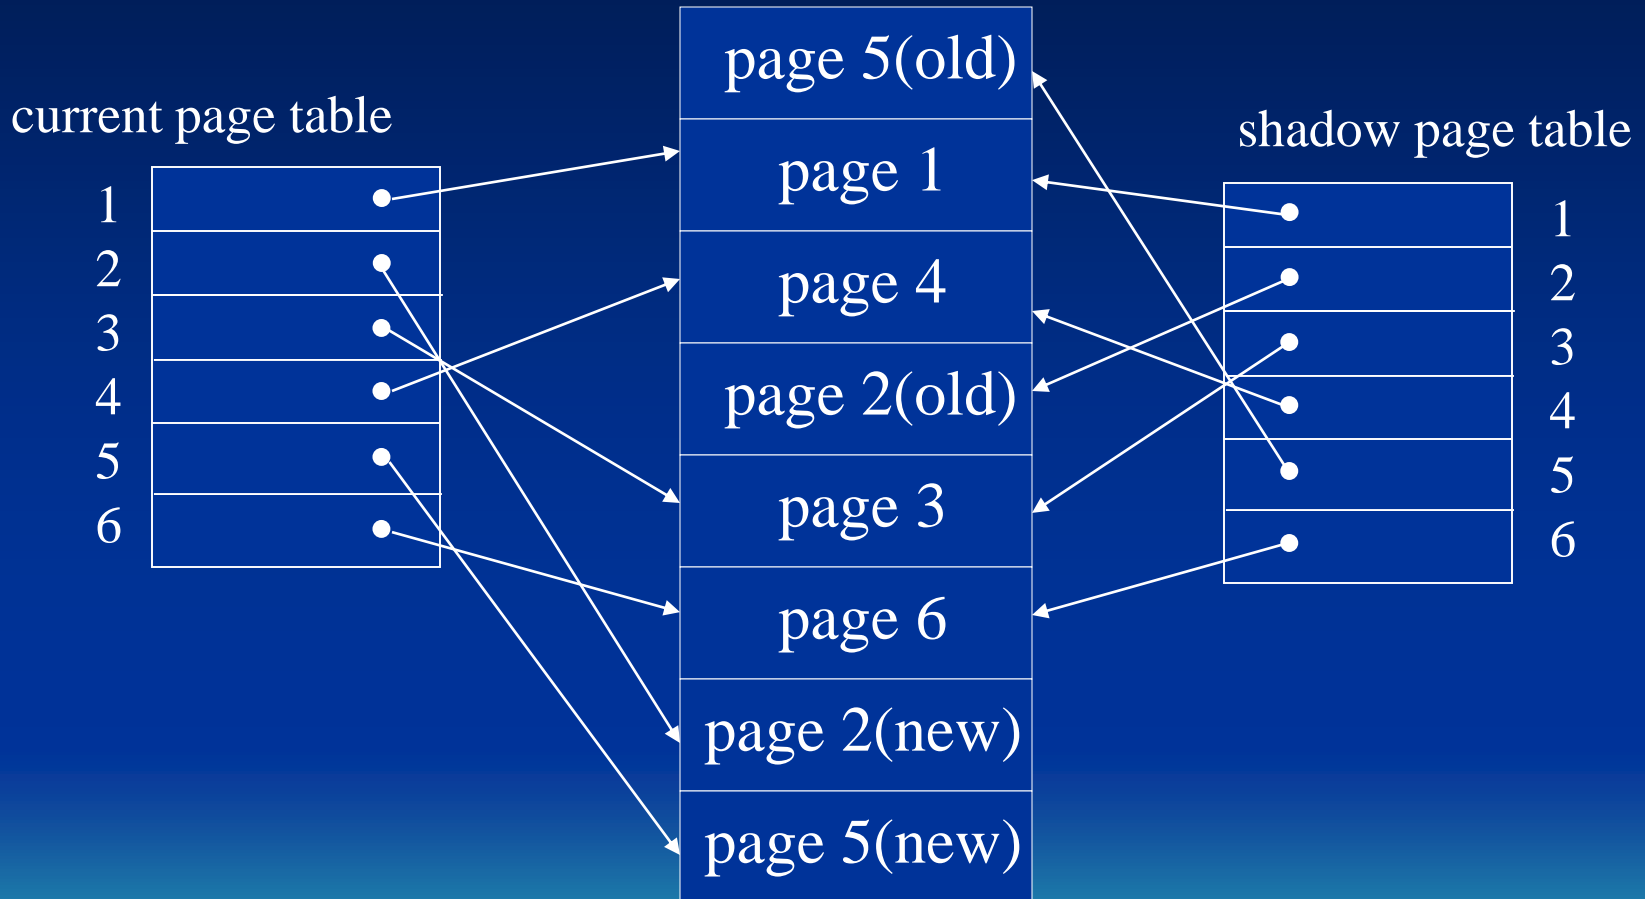 current page table
1
2
3
4
5
6
page 5(old)
page 1
page 4
page 2(old)
page 3
page 6
page 2(new)
page 5(new)
shadow page table
1
2
3
4
5
6